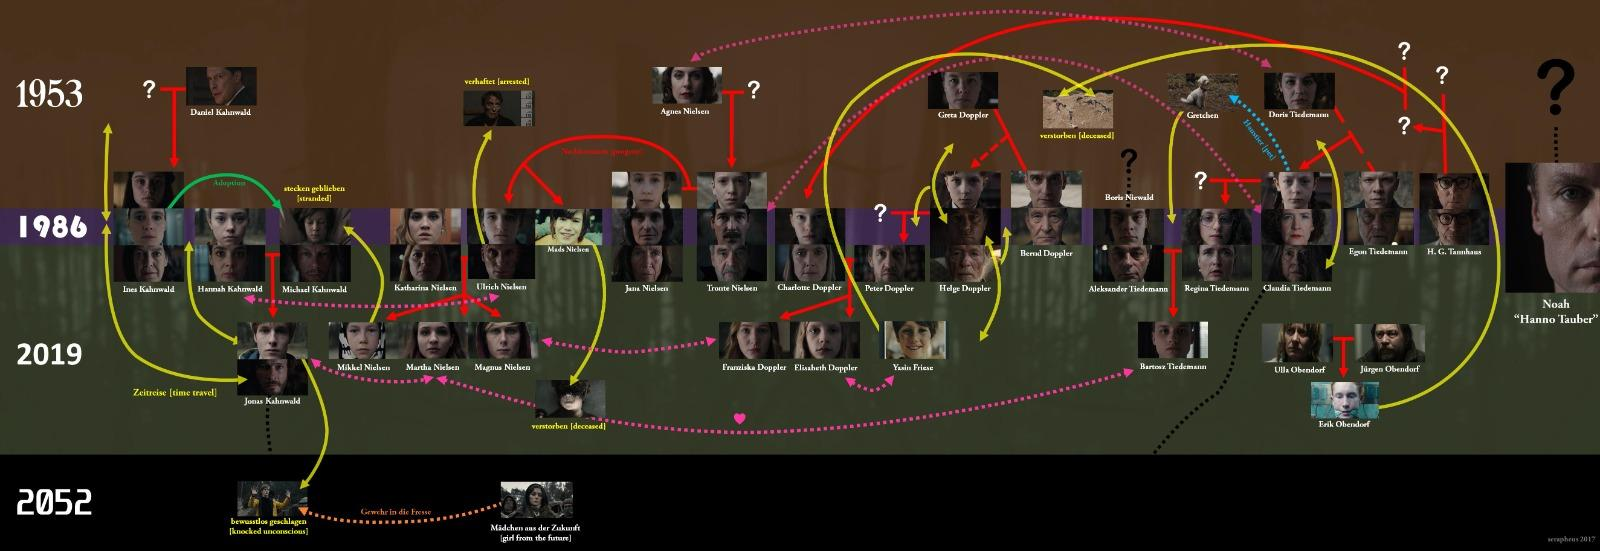 1953
?
Daniel Kahnwald
verhaftet [arrested]
Agnes Nielsen
?
Greta Doppler
verstorben [deceased]
Gretchen
Haustier [pet]
Doris Tiedemann
?
?
?
?
Adoption
stecken geblieben
[stranded]
Nachkommen [progeny]
1986
Ines Kahnwald
Hannah Kahnwald
Michael Kahnwald
Katharina Nielsen
Ulrich Nielsen
Mads Nielsen
Jana Nielsen
Tronte Nielsen
Charlotte Doppler
?
Peter Doppler
Helge Doppler
Bernd Doppler
?
Boris Niewald
Aleksander Tiedemann
?
Regina Tiedemann
Claudia Tiedemann
Egon Tiedemann
H. G. Tannhaus
Noah
“Hanno Tauber”
2019
Zeitreise [time travel]
Jonas Kahnwald
Mikkel Nielsen
Martha Nielsen
Magnus Nielsen
verstorben [deceased]
Franziska Doppler
Elisabeth Doppler
Yasin Friese
Bartosz Tiedemann
Ulla Obendorf
Jürgen Obendorf
Erik Obendorf
2052
bewusstlos geschlagen
[knocked unconscious]
Gewehr in die Fresse
Mädchen aus der Zukunft
[girl from the future]
serapheus 2017